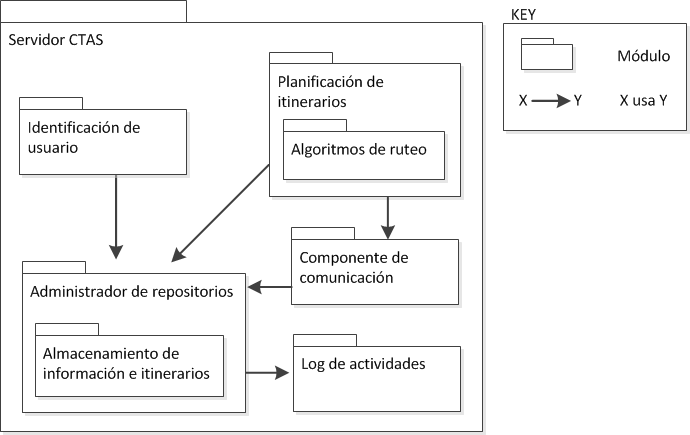 Servidor CTAS
Identificación de
usuario
Planificación de
itinerarios
Algoritmos de ruteo
Componente de
comunicación
Administrador de repositorios
Almacenamiento de
información e itinerarios
Log de actividades
KEY
Módulo
X Y X usa Y